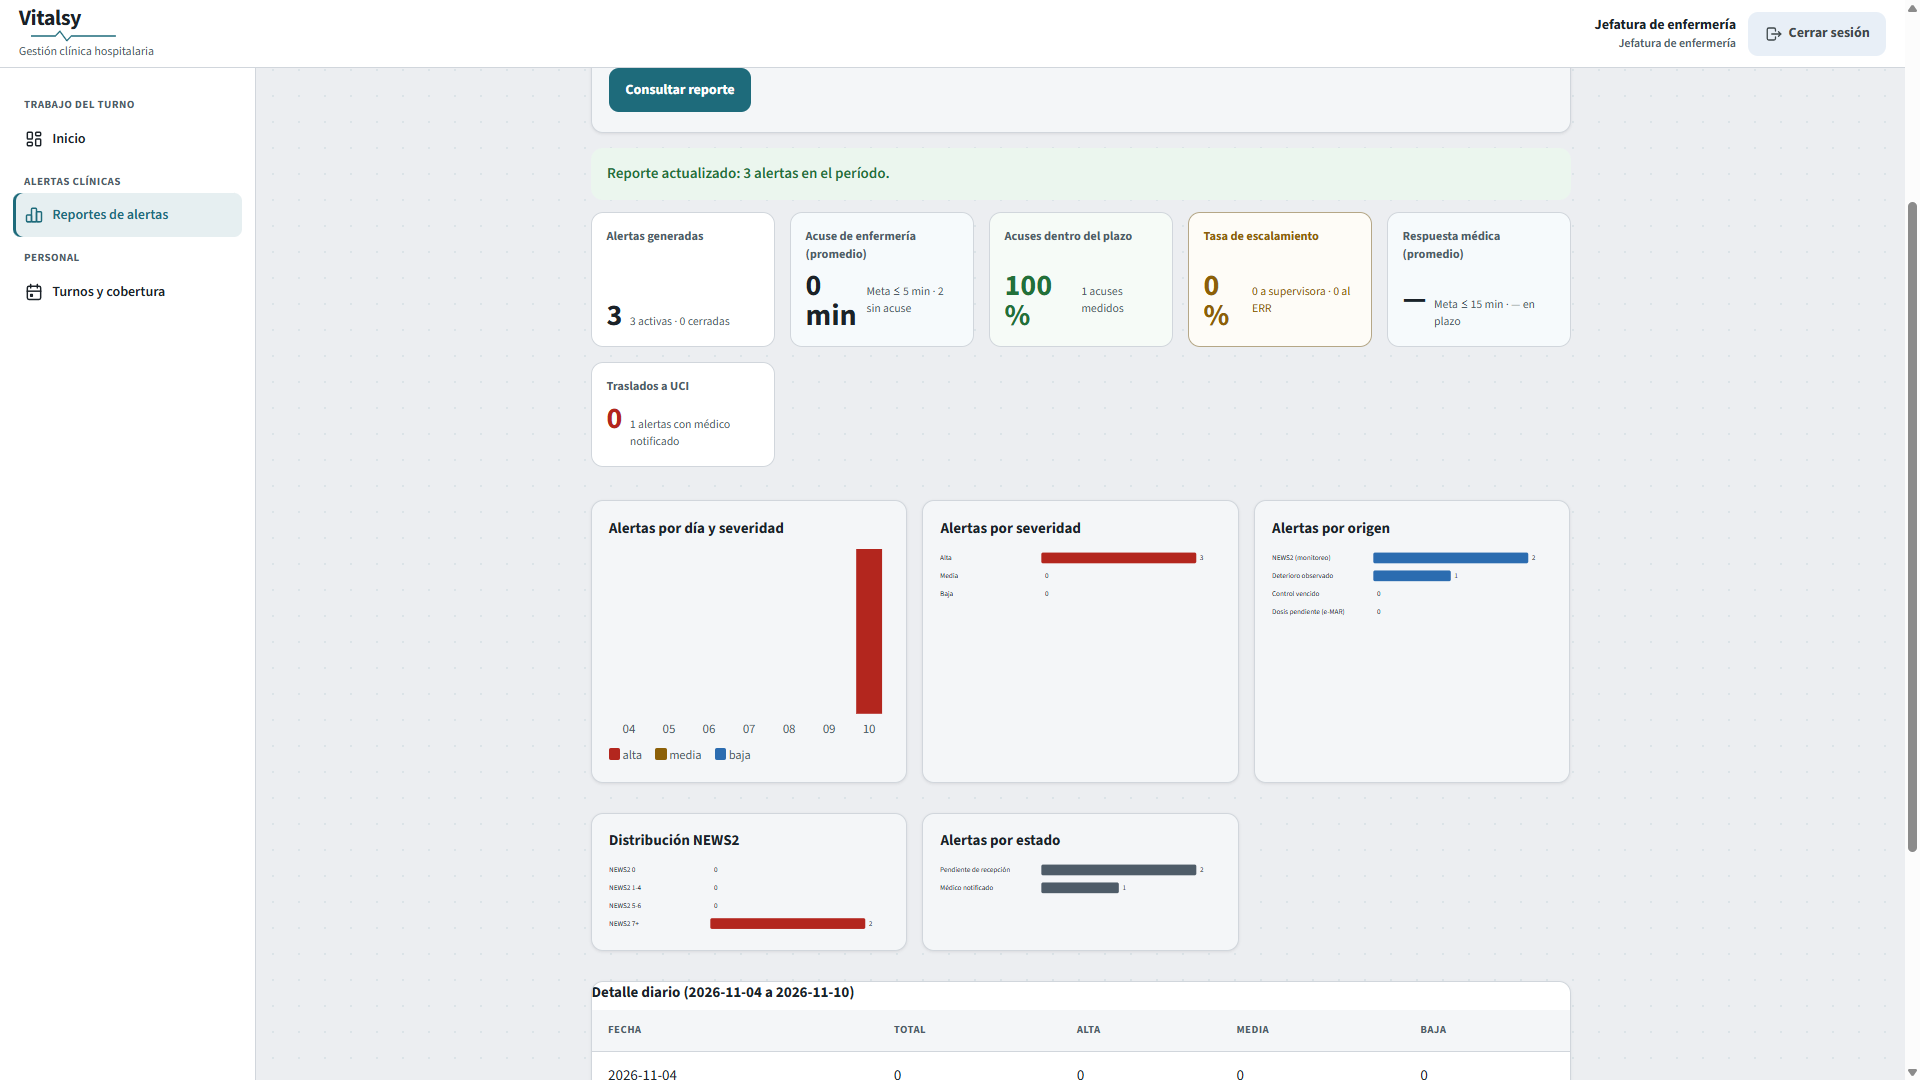 Vitalsy
Gestión clínica hospitalaria
Jefatura de enfermería
Jefatura de enfermería
Cerrar sesión
TRABAJO DEL TURNO
Inicio
ALERTAS CLÍNICAS
Reportes de alertas
PERSONAL
Turnos y cobertura
Consultar reporte
Reporte actualizado: 3 alertas en el período.
Alertas generadas
3 3 activas · 0 cerradas
Acuse de enfermería
(promedio)
0
min
Meta ≤ 5 min · 2
sin acuse
Acuses dentro del plazo
100
%
1 acuses
medidos
Tasa de escalamiento
0
%
0 a supervisora · 0 al
ERR
Respuesta médica
(promedio)
—
Meta ≤ 15 min · — en
plazo
Traslados a UCI
0
1 alertas con médico
notificado
Alertas por día y severidad
04 05 06 07 08 09 10
alta media baja
Alertas por severidad
Alta 3
Media 0
Baja 0
Alertas por origen
NEWS2 (monitoreo) 2
Deterioro observado 1
Control vencido 0
Dosis pendiente (e-MAR) 0
Distribución NEWS2
NEWS2 0 0
NEWS2 1-4 0
NEWS2 5-6 0
NEWS2 7+ 2
Alertas por estado
Pendiente de recepción 2
Médico notificado 1
Detalle diario (2026-11-04 a 2026-11-10)
FECHA TOTAL ALTA MEDIA BAJA
2026-11-04 0 0 0 0